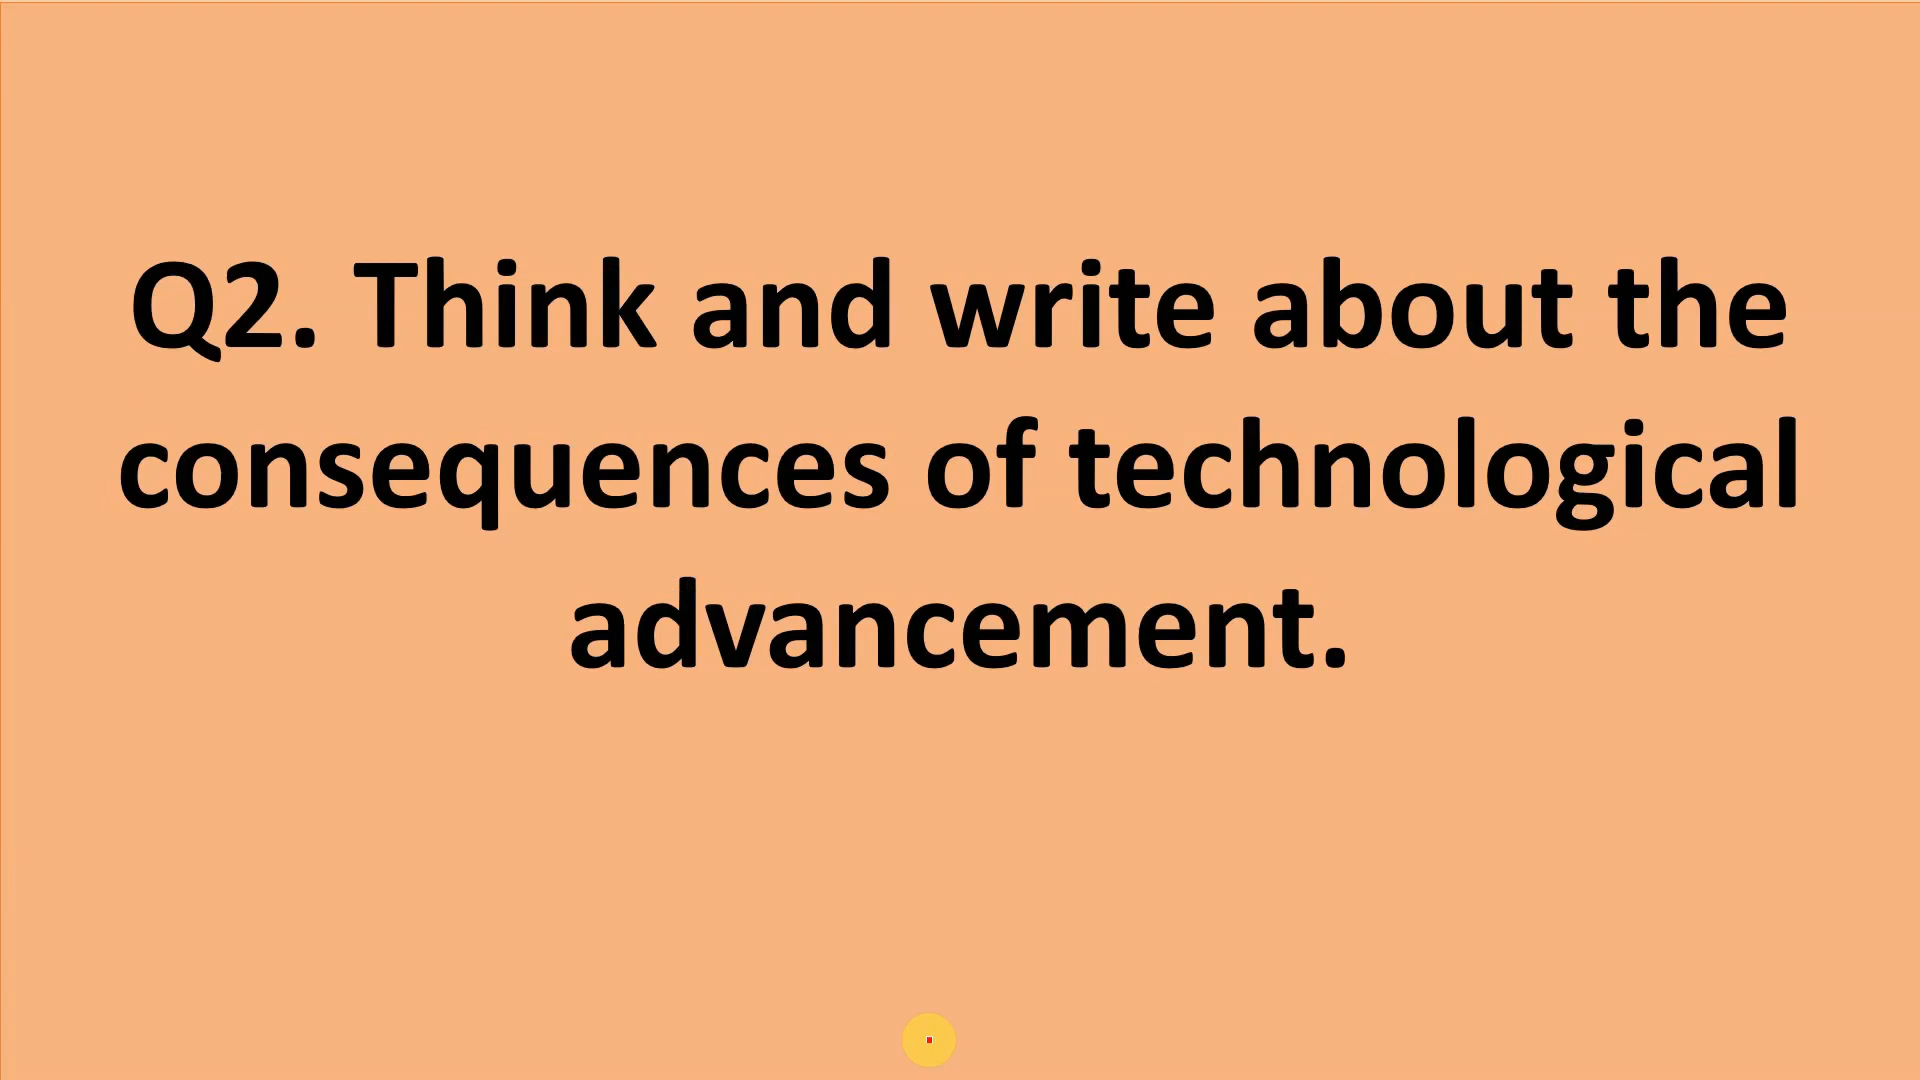 Q2. Think and write about the
consequences of technological
advancement.